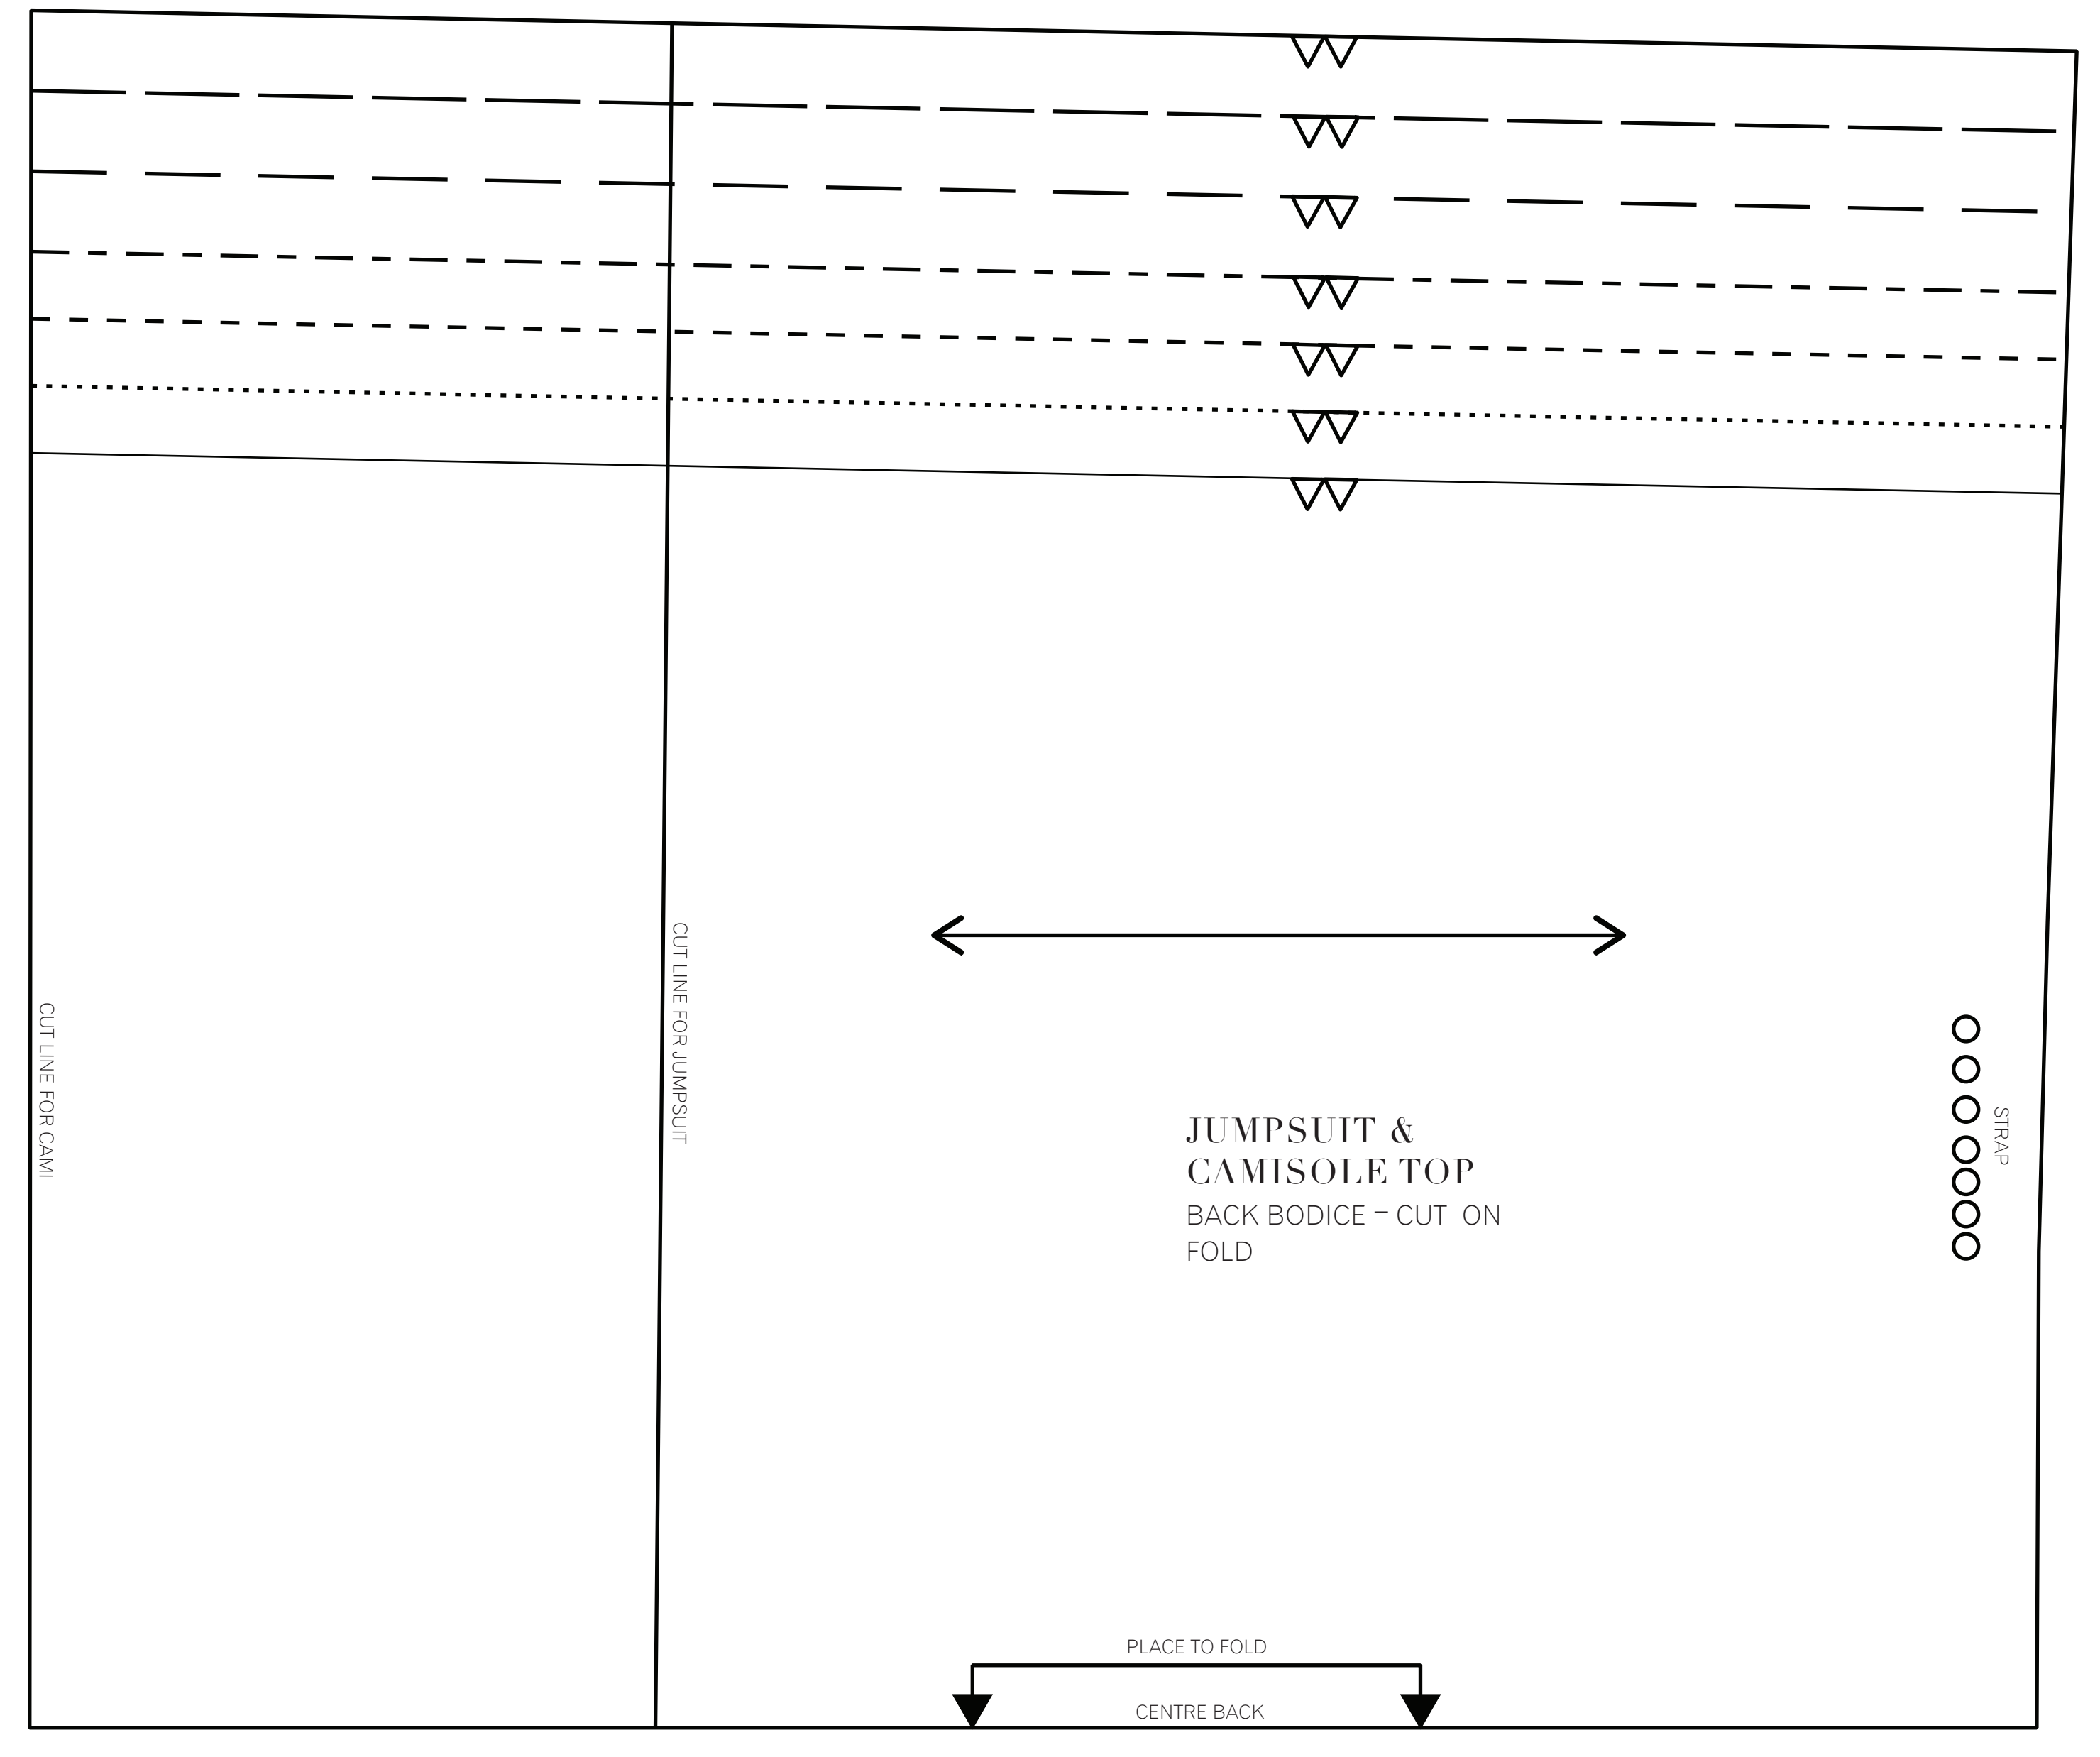 CUT LINE FOR CAMI
CUT LINE FOR JUMPSUIT
JUMPSUIT &
CAMISOLE TOP
BACK BODICE – CUT ON
FOLD
STRAP
PLACE TO FOLD
CENTRE BACK